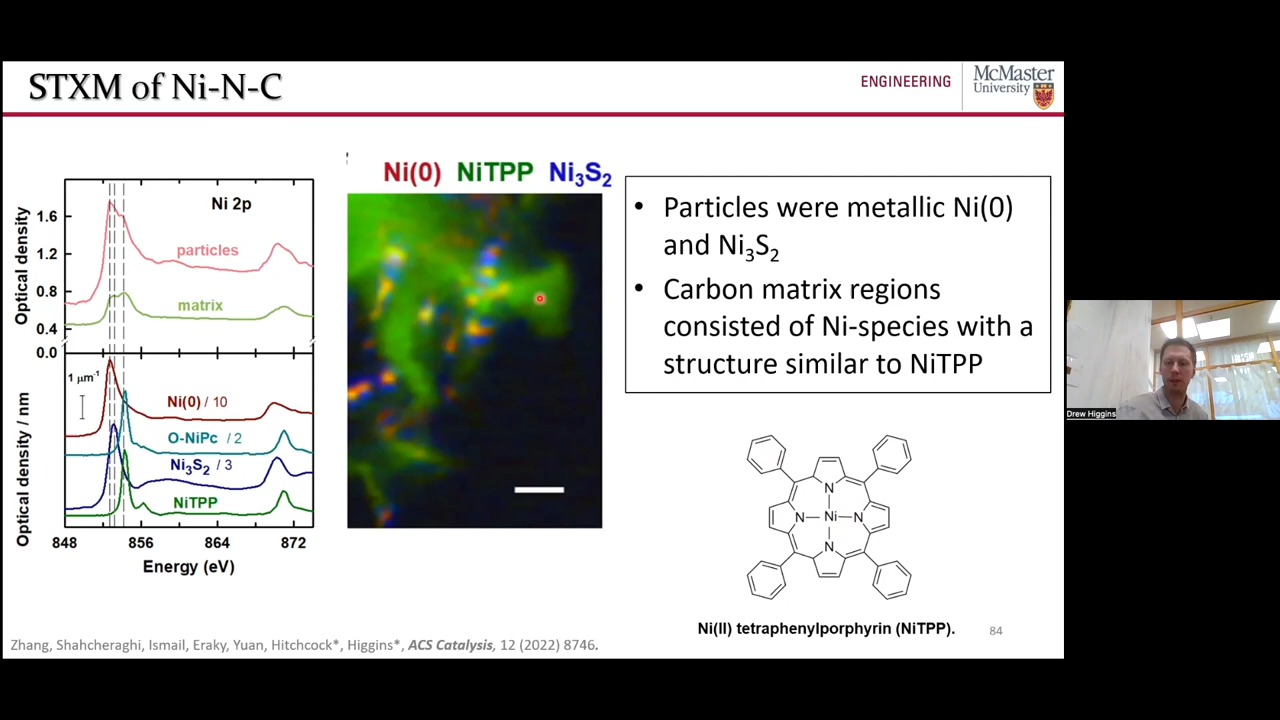 STXM of Ni-N-C
ENGINEERING
McMaster
University
Ni 2p
particles
matrix
1.6
1.2
0.8
0.4
0.0
Optical density
1 μm⁻¹
Ni(0) / 10
O-NiPc / 2
Ni₃S₂ / 3
NiTPP
Optical density / nm
848
856
864
872
Energy (eV)
Ni(0) NiTPP Ni₃S₂
• Particles were metallic Ni(0)
and Ni₃S₂
• Carbon matrix regions
consisted of Ni-species with a
structure similar to NiTPP
N
N
Ni
N
N
Ni(II) tetraphenylporphyrin (NiTPP).
84
Zhang, Shahcheraghi, Ismail, Eraky, Yuan, Hitchcock*, Higgins*, ACS Catalysis, 12 (2022) 8746.
Drew Higgins